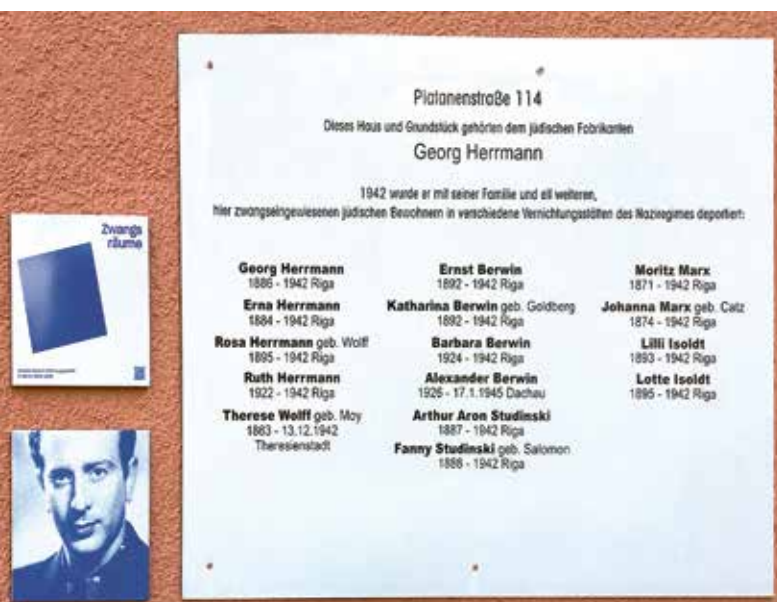 Zwangs
räume
Platanenstraße 114
Dieses Haus und Grundstück gehörten dem jüdischen Fabrikanten
Georg Herrmann
1942 wurde er mit seiner Familie und elf weiteren,
hier zwangseingewiesenen jüdischen Bewohnern in verschiedene Vernichtungsstätten des Naziregimes deportiert:
Georg Herrmann
1886 - 1942 Riga
Erna Herrmann
1884 - 1942 Riga
Rosa Herrmann geb. Wolff
1895 - 1942 Riga
Ruth Herrmann
1922 - 1942 Riga
Therese Wolff geb. Moy
1863 - 13.12.1942
Theresienstadt
Ernst Berwin
1892 - 1942 Riga
Katharina Berwin geb. Goldberg
1892 - 1942 Riga
Barbara Berwin
1924 - 1942 Riga
Alexander Berwin
1926 - 17.1.1945 Dachau
Arthur Aron Studinski
1887 - 1942 Riga
Fanny Studinski geb. Salomon
1886 - 1942 Riga
Moritz Marx
1871 - 1942 Riga
Johanna Marx geb. Catz
1874 - 1942 Riga
Lilli Isoldt
1893 - 1942 Riga
Lotte Isoldt
1895 - 1942 Riga